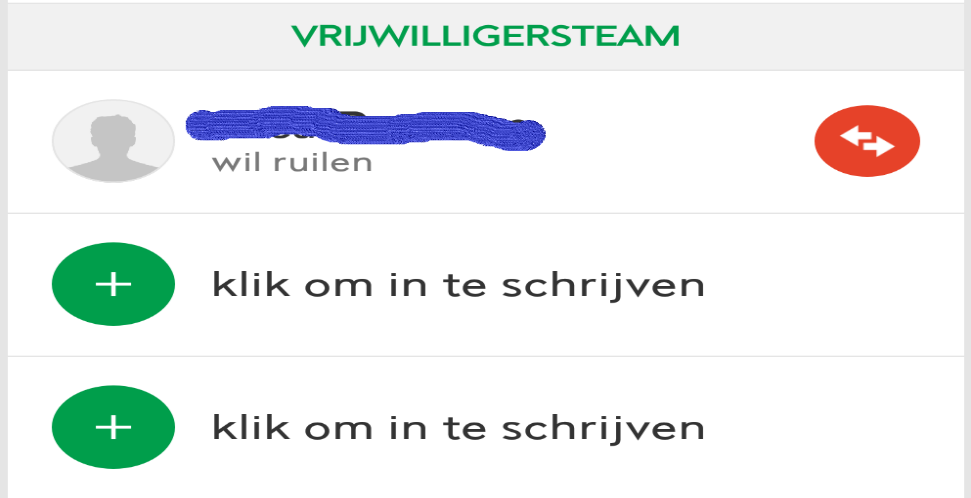 VRIJWILLIGERSTEAM
wil ruilen
klik om in te schrijven
klik om in te schrijven